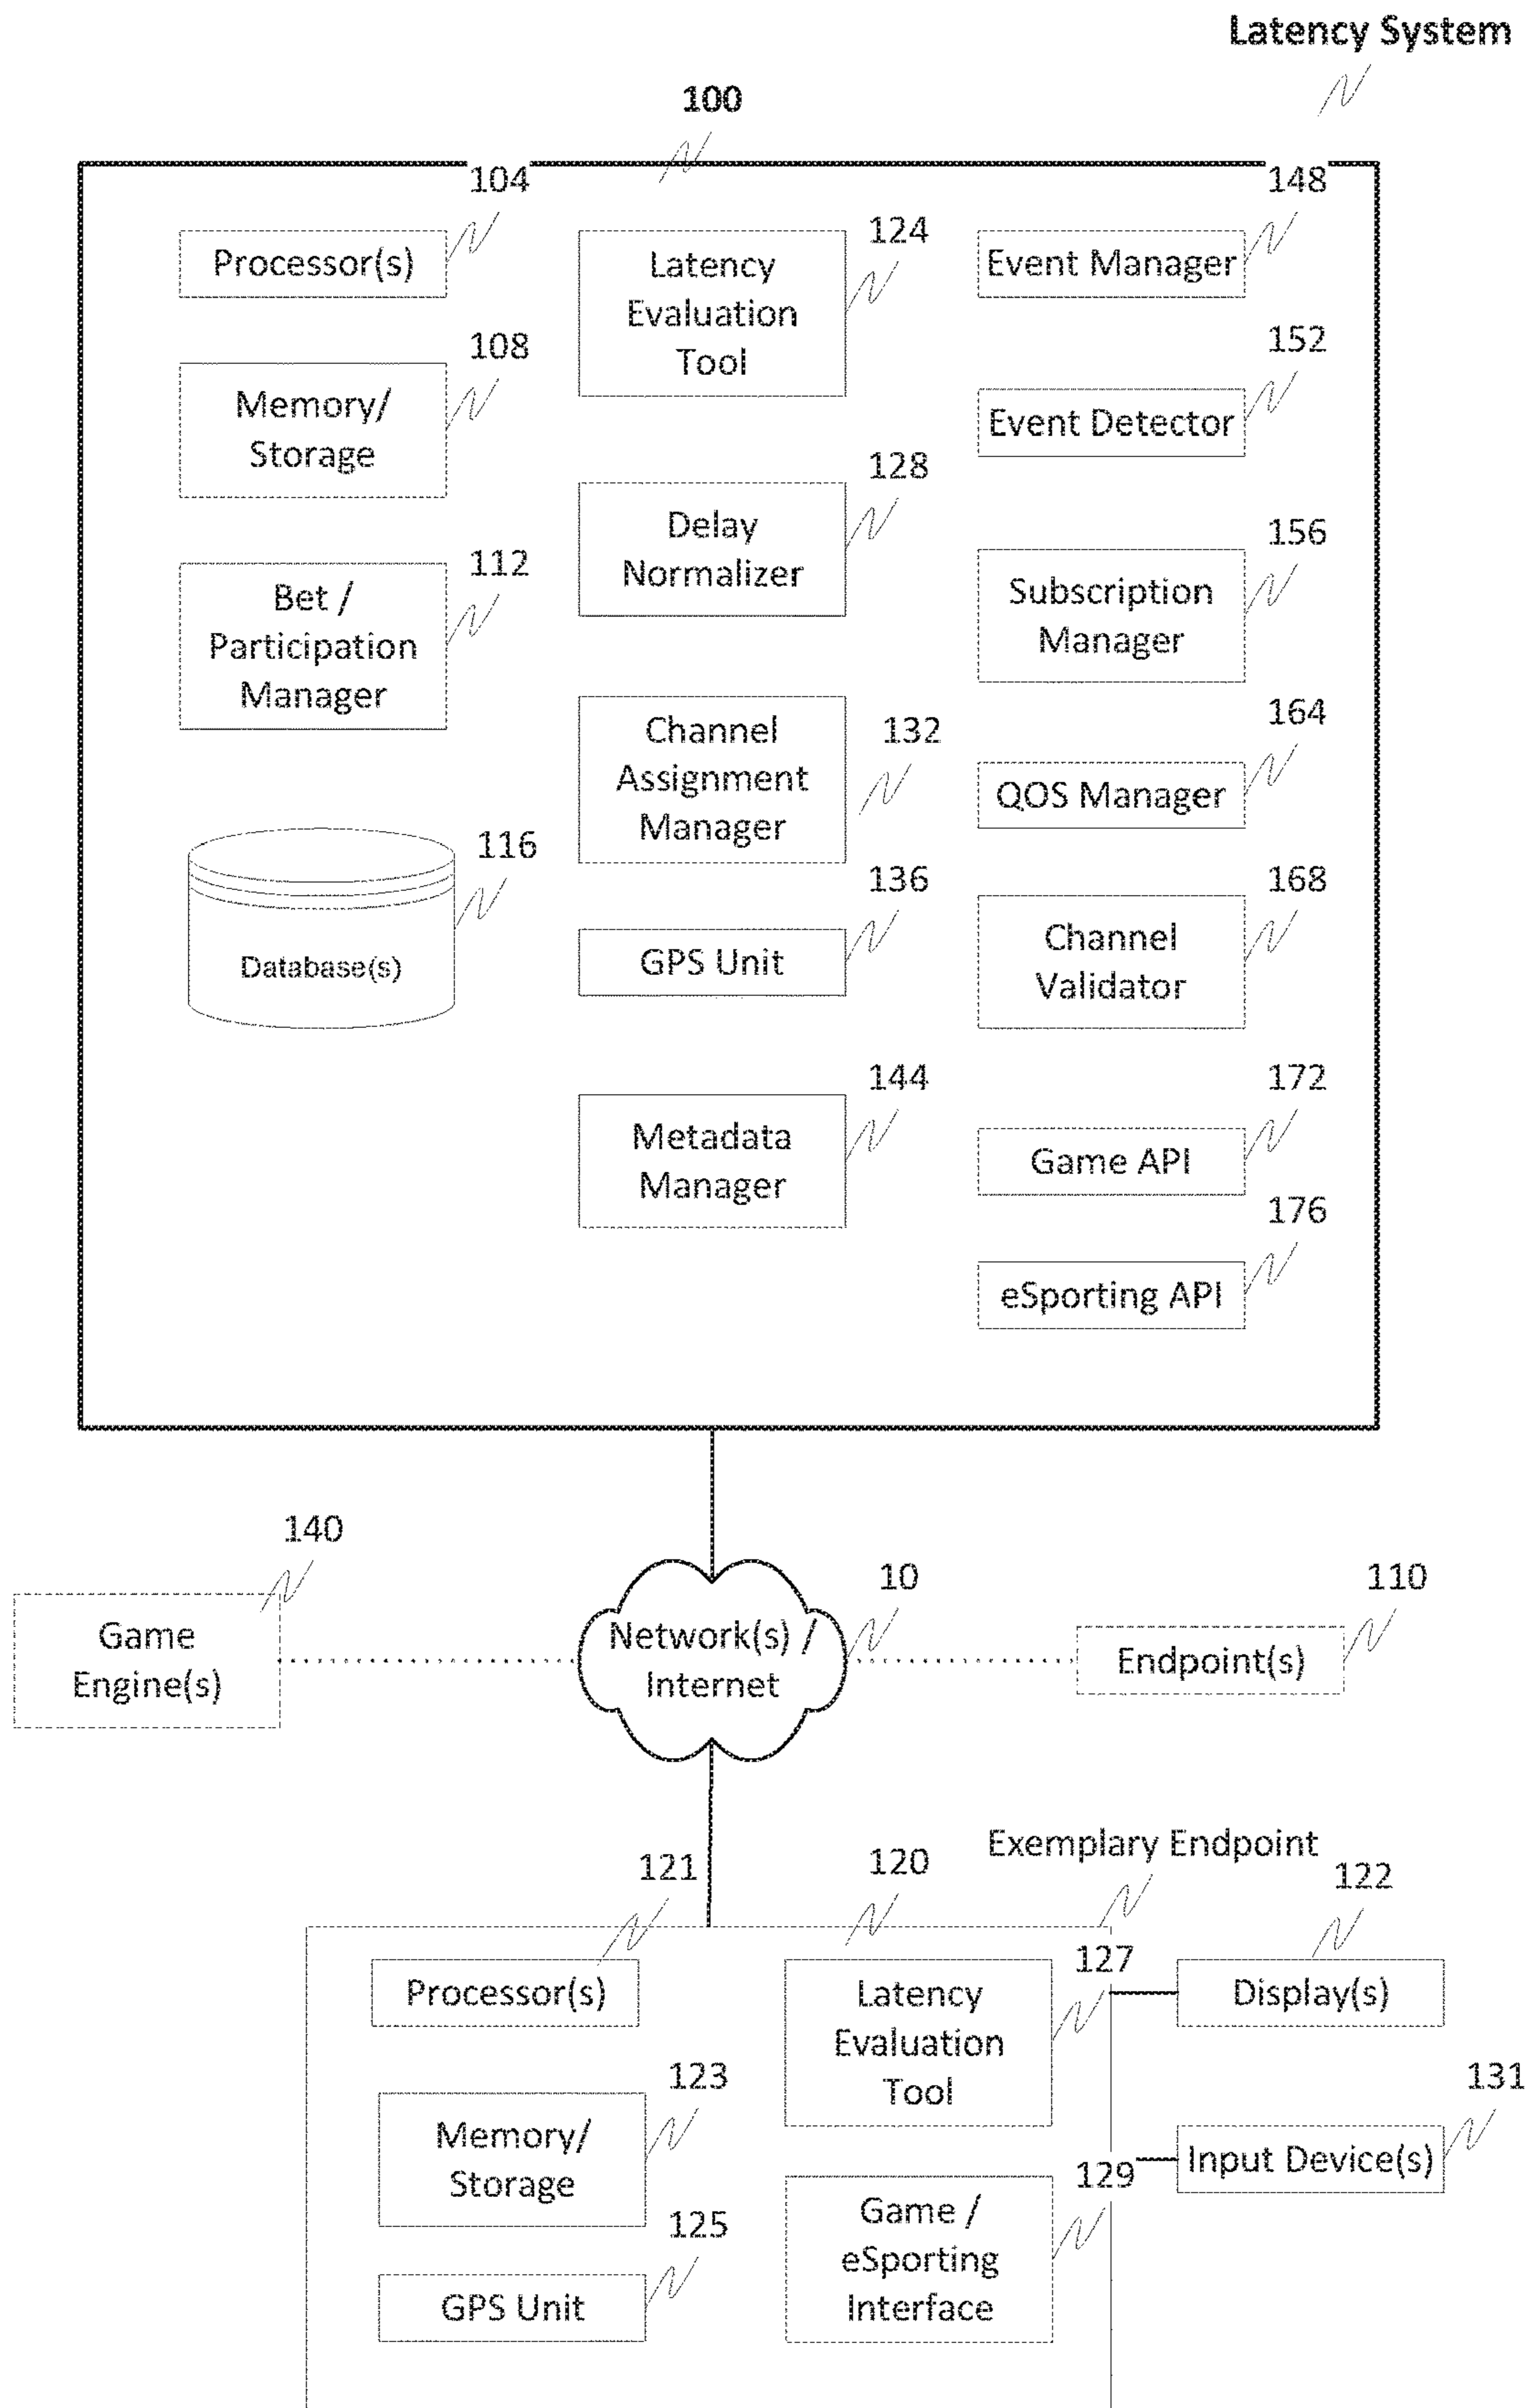 Latency System
100
104
Processor(s)
108
Memory/
Storage
112
Bet /
Participation
Manager
116
Database(s)
124
Latency
Evaluation
Tool
128
Delay
Normalizer
132
Channel
Assignment
Manager
136
GPS Unit
144
Metadata
Manager
148
Event Manager
152
Event Detector
156
Subscription
Manager
164
QOS Manager
168
Channel
Validator
172
Game API
176
eSporting API
140
Game
Engine(s)
10
Network(s) /
Internet
110
Endpoint(s)
Exemplary Endpoint
120
121
Processor(s)
123
Memory/
Storage
125
GPS Unit
127
Latency
Evaluation
Tool
129
Game /
eSporting
Interface
122
Display(s)
131
Input Device(s)